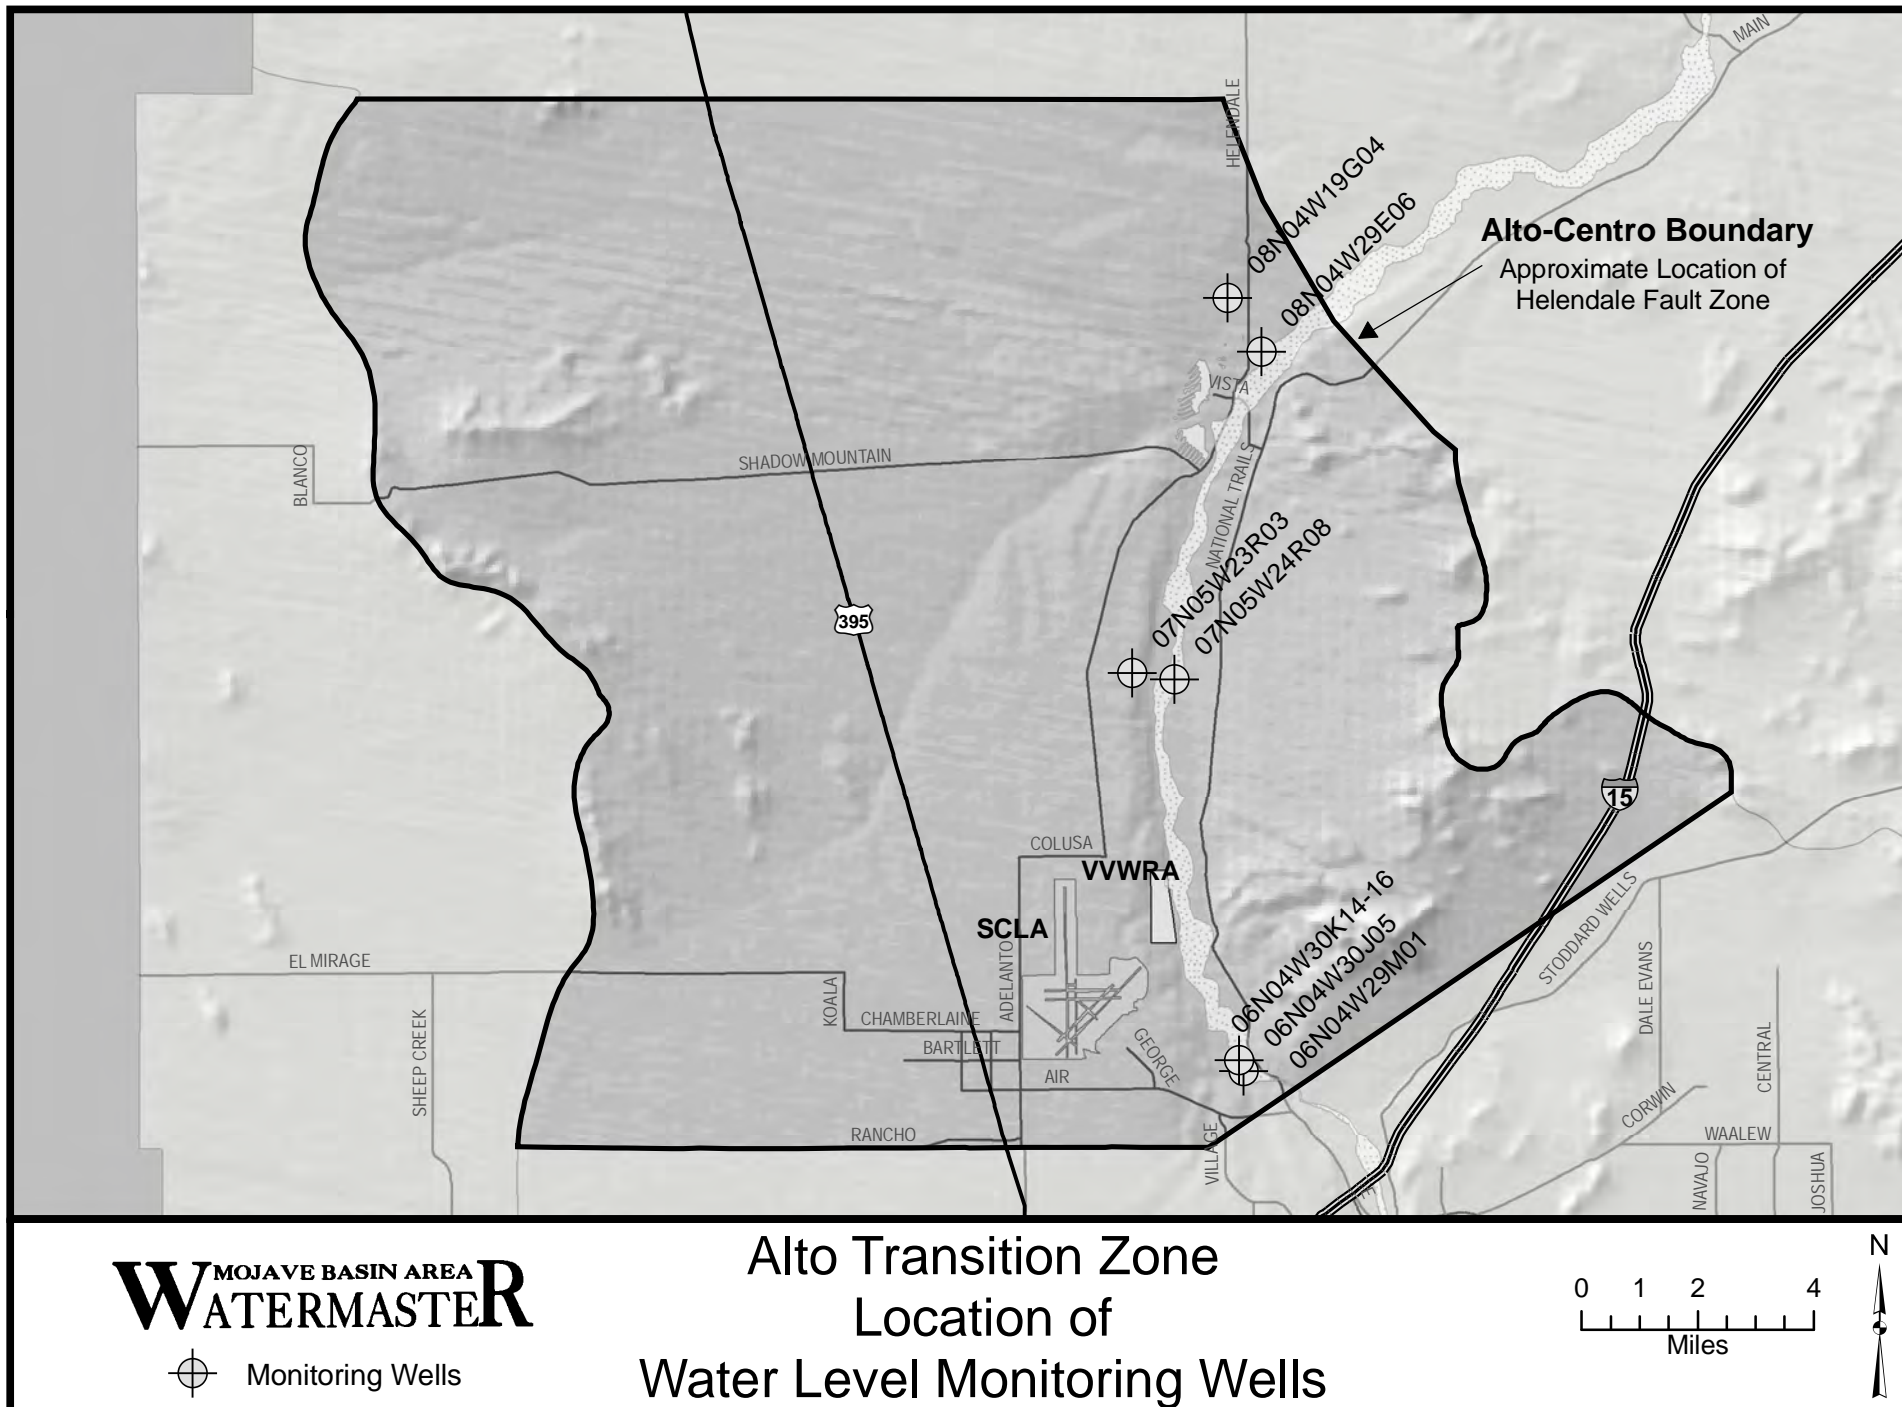 MAIN
HELENDALE
08N04W19G04
08N04W29E06
Alto-Centro Boundary
Approximate Location of
Helendale Fault Zone
VISTA
BLANCO
SHADOW MOUNTAIN
NATIONAL TRAILS
07N05W23R03
07N05W24R08
395
15
COLUSA
VVWRA
SCLA
06N04W30K14-16
06N04W30J05
06N04W29M01
STODDARD WELLS
EL MIRAGE
KOALA
ADELANTO
DALE EVANS
SHEEP CREEK
CHAMBERLAINE
BARTLETT
GEORGE
AIR
CENTRAL
CORWIN
RANCHO
VILLAGE
WAALEW
NAVAJO
JOSHUA
MOJAVE BASIN AREA
WATERMASTER
Monitoring Wells
Alto Transition Zone
Location of
Water Level Monitoring Wells
0 1 2 4
Miles
N